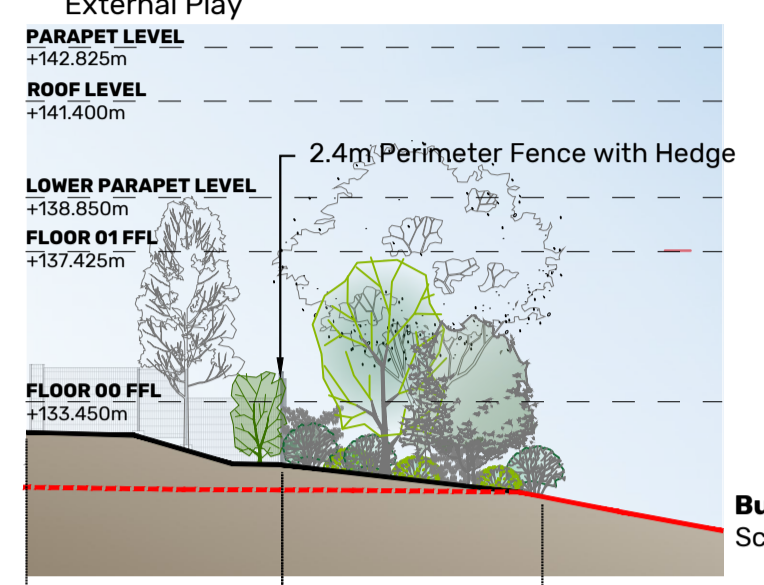 External Play
PARAPET LEVEL
+142.825m
ROOF LEVEL
+141.400m
2.4m Perimeter Fence with Hedge
LOWER PARAPET LEVEL
+138.850m
FLOOR 01 FFL
+137.425m
FLOOR 00 FFL
+133.450m